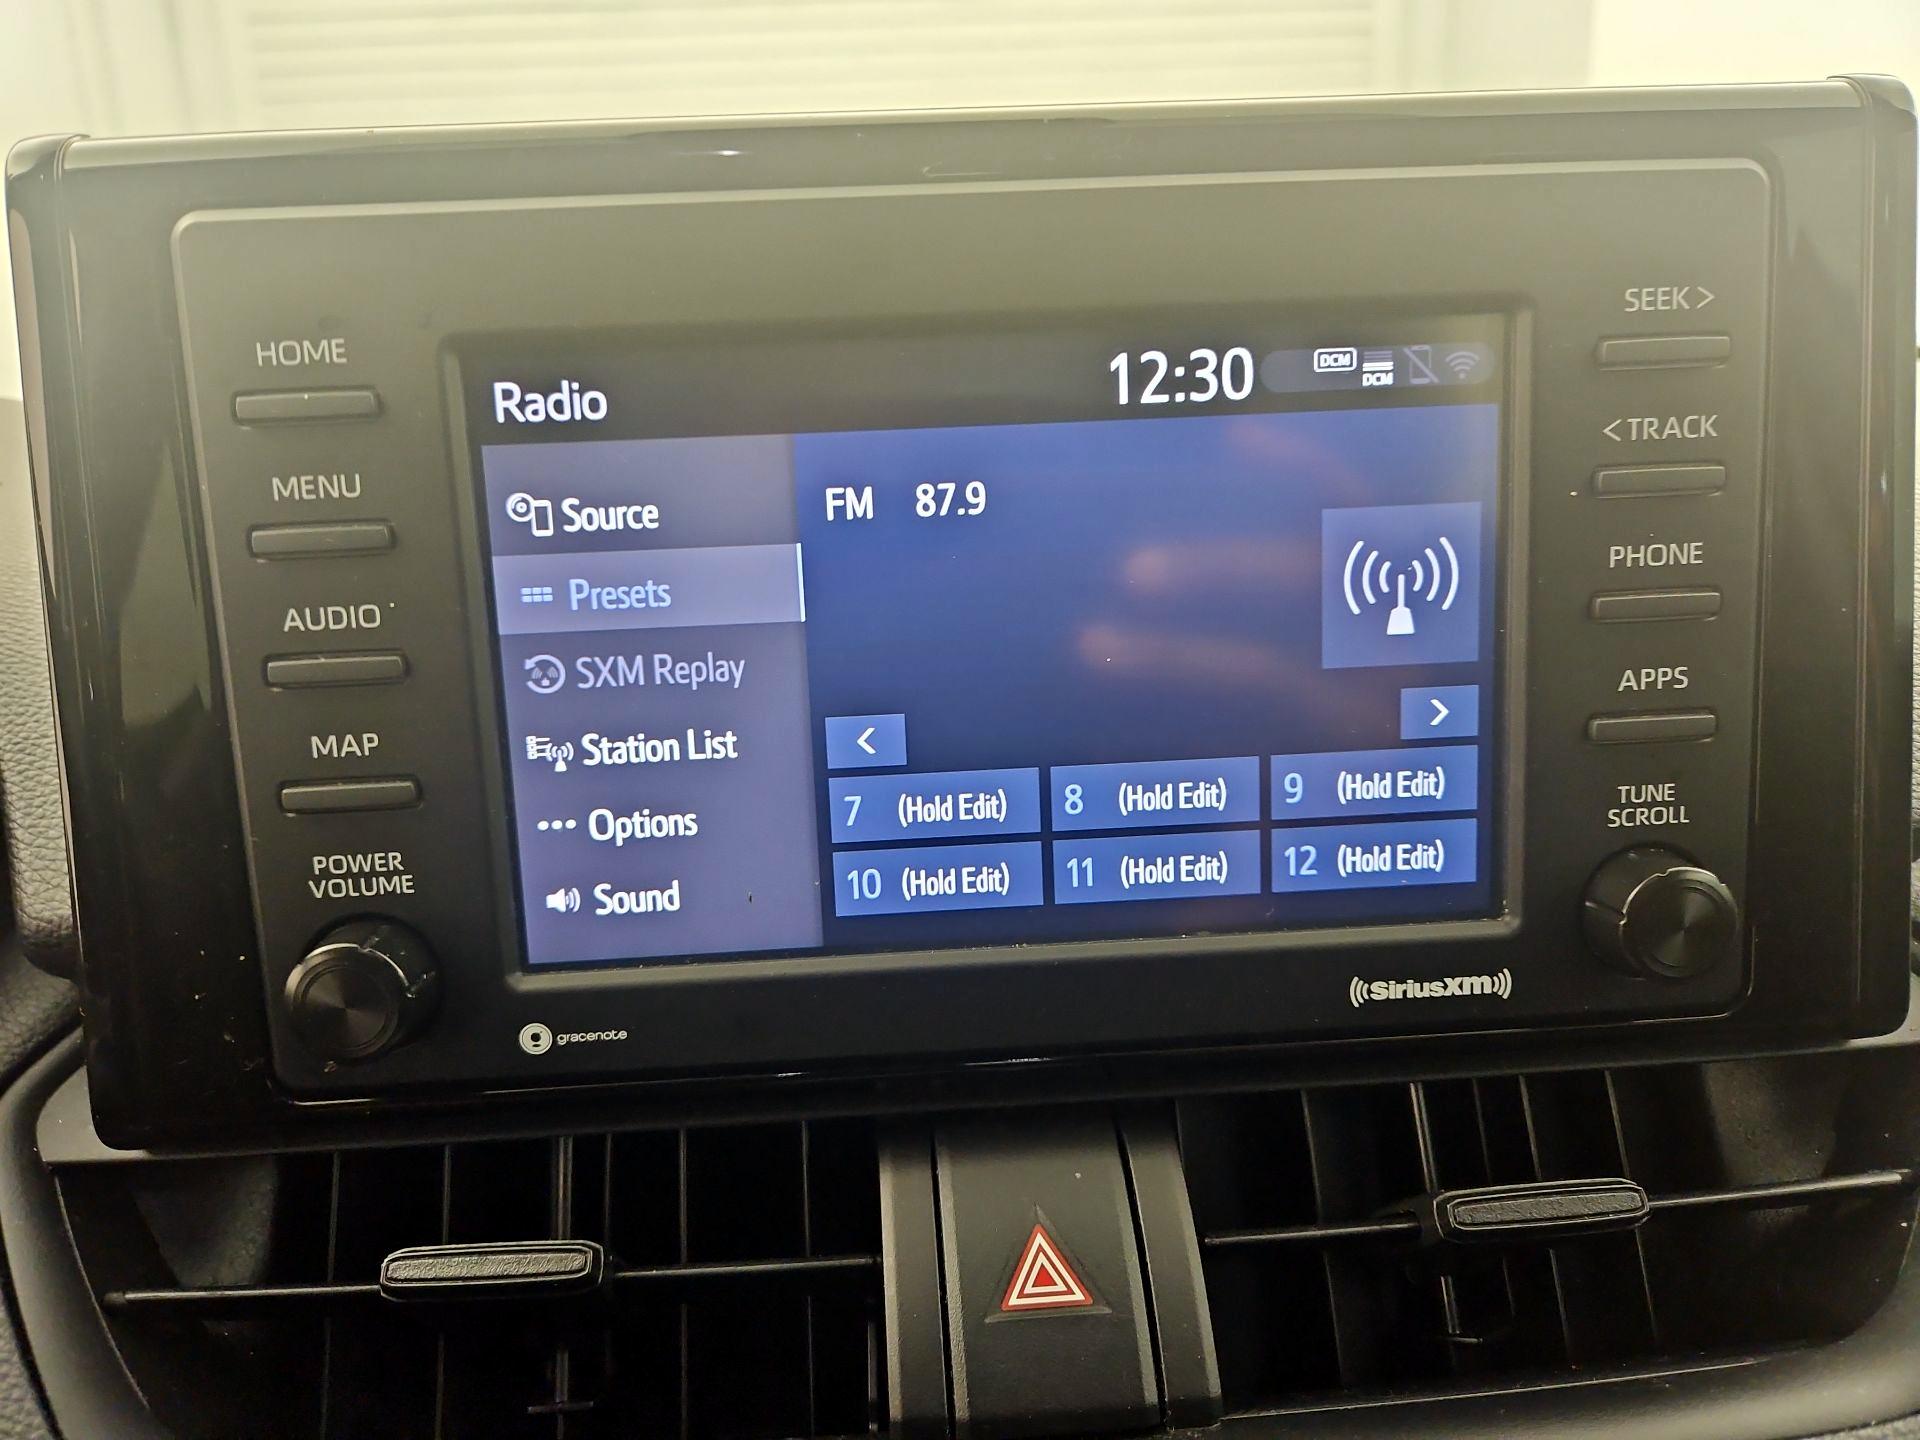 SEEK >
HOME
12:30
DCM
DCM
Radio
< TRACK
MENU
Source
FM 87.9
PHONE
Presets
AUDIO
SXM Replay
APPS
MAP
Station List
<
>
7 (Hold Edit)
8 (Hold Edit)
9 (Hold Edit)
TUNE
SCROLL
Options
10 (Hold Edit)
11 (Hold Edit)
12 (Hold Edit)
POWER
VOLUME
Sound
SiriusXM
g gracenote